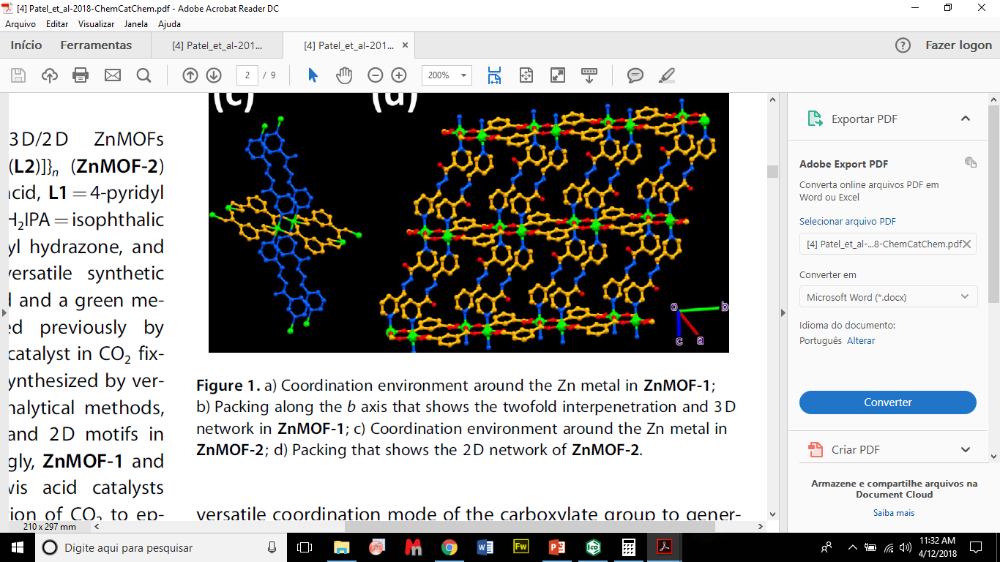 [4] Patel_et_al-2018-ChemCatChem.pdf - Adobe Acrobat Reader DC
Arquivo Editar Visualizar Janela Ajuda
Início Ferramentas [4] Patel_et_al-201... [4] Patel_et_al-201... × Fazer logon
2 / 9 200%
(c) (d)
3D/2D ZnMOFs
(L2)]}n (ZnMOF-2)
acid, L1=4-pyridyl
H2IPA=isophthalic
yl hydrazone, and
versatile synthetic
d and a green me-
ed previously by
catalyst in CO2 fix-
ynthesized by ver-
nalytical methods,
and 2D motifs in
gly, ZnMOF-1 and
wis acid catalysts
ion of CO2 to ep-
o b
c a
Figure 1. a) Coordination environment around the Zn metal in ZnMOF-1;
b) Packing along the b axis that shows the twofold interpenetration and 3D
network in ZnMOF-1; c) Coordination environment around the Zn metal in
ZnMOF-2; d) Packing that shows the 2D network of ZnMOF-2.
versatile coordination mode of the carboxylate group to gener-
210 x 297 mm
Exportar PDF
Adobe Export PDF
Converta online arquivos PDF em
Word ou Excel
Selecionar arquivo PDF
[4] Patel_et_al-...8-ChemCatChem.pdf
Converter em
Microsoft Word (*.docx)
Idioma do documento:
Português Alterar
Converter
Criar PDF
Armazene e compartilhe arquivos na
Document Cloud
Saiba mais
Digite aqui para pesquisar
Fw
11:32 AM
4/12/2018